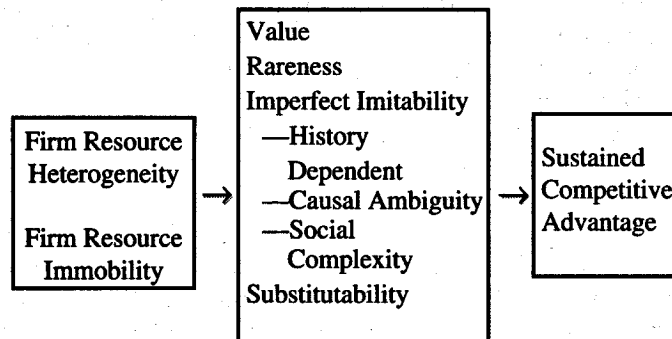 Firm Resource
Heterogeneity
Firm Resource
Immobility
Value
Rareness
Imperfect Imitability
—History
Dependent
—Causal Ambiguity
—Social
Complexity
Substitutability
Sustained
Competitive
Advantage